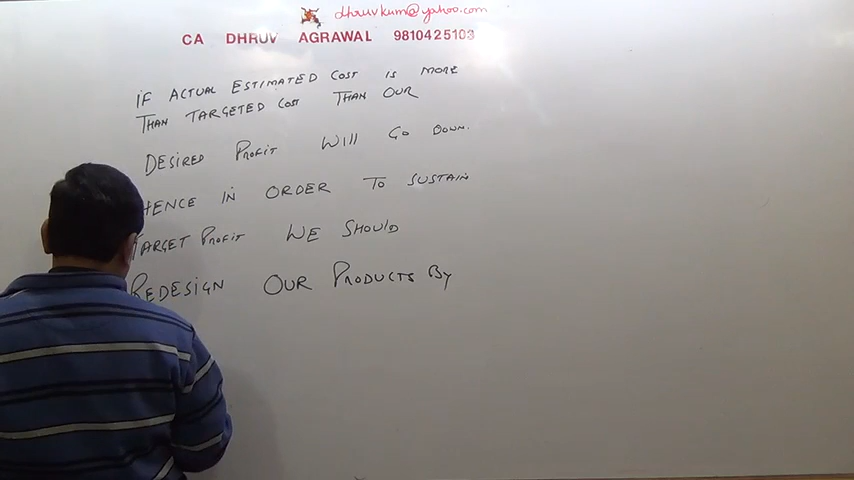 dhruvkum@yahoo.com
CA DHRUV AGRAWAL 9810425103
IF ACTUAL ESTIMATED COST IS MORE
THAN TARGETED COST THAN OUR
DESIRED PROFIT WILL GO DOWN.
HENCE IN ORDER TO SUSTAIN
TARGET PROFIT WE SHOULD
REDESIGN OUR PRODUCTS BY